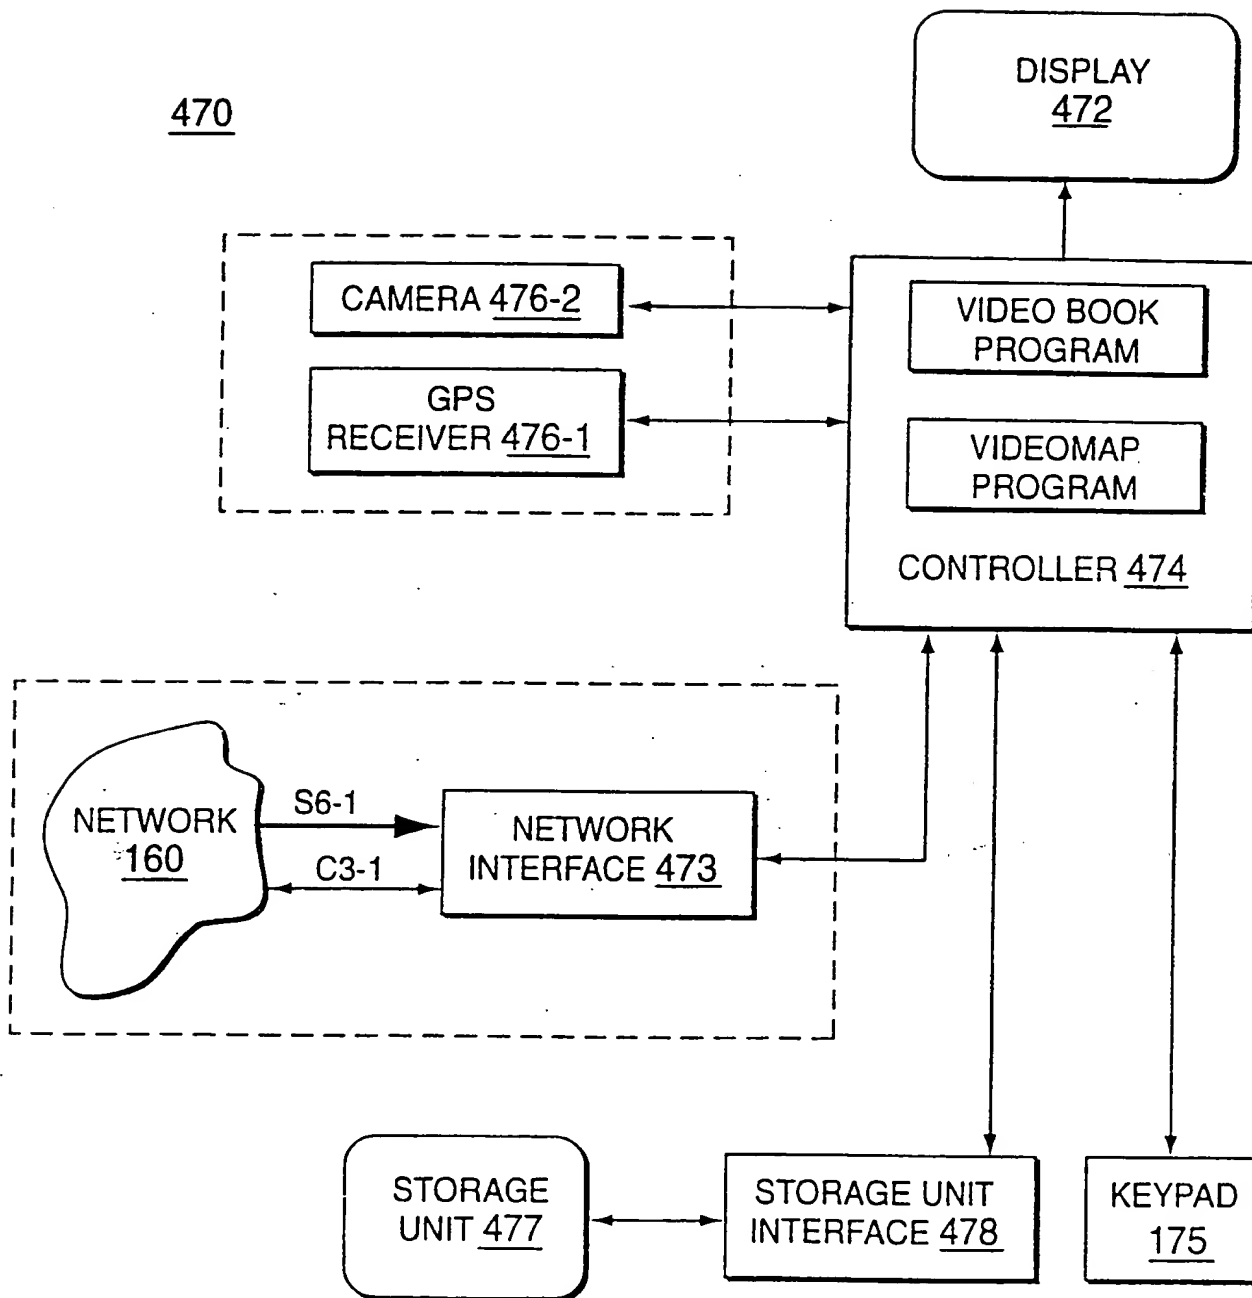 DISPLAY
472
470
CAMERA 476-2
VIDEO BOOK
PROGRAM
GPS
RECEIVER 476-1
VIDEOMAP
PROGRAM
CONTROLLER 474
S6-1
NETWORK
160
C3-1
NETWORK
INTERFACE 473
STORAGE
UNIT 477
STORAGE UNIT
INTERFACE 478
KEYPAD
175